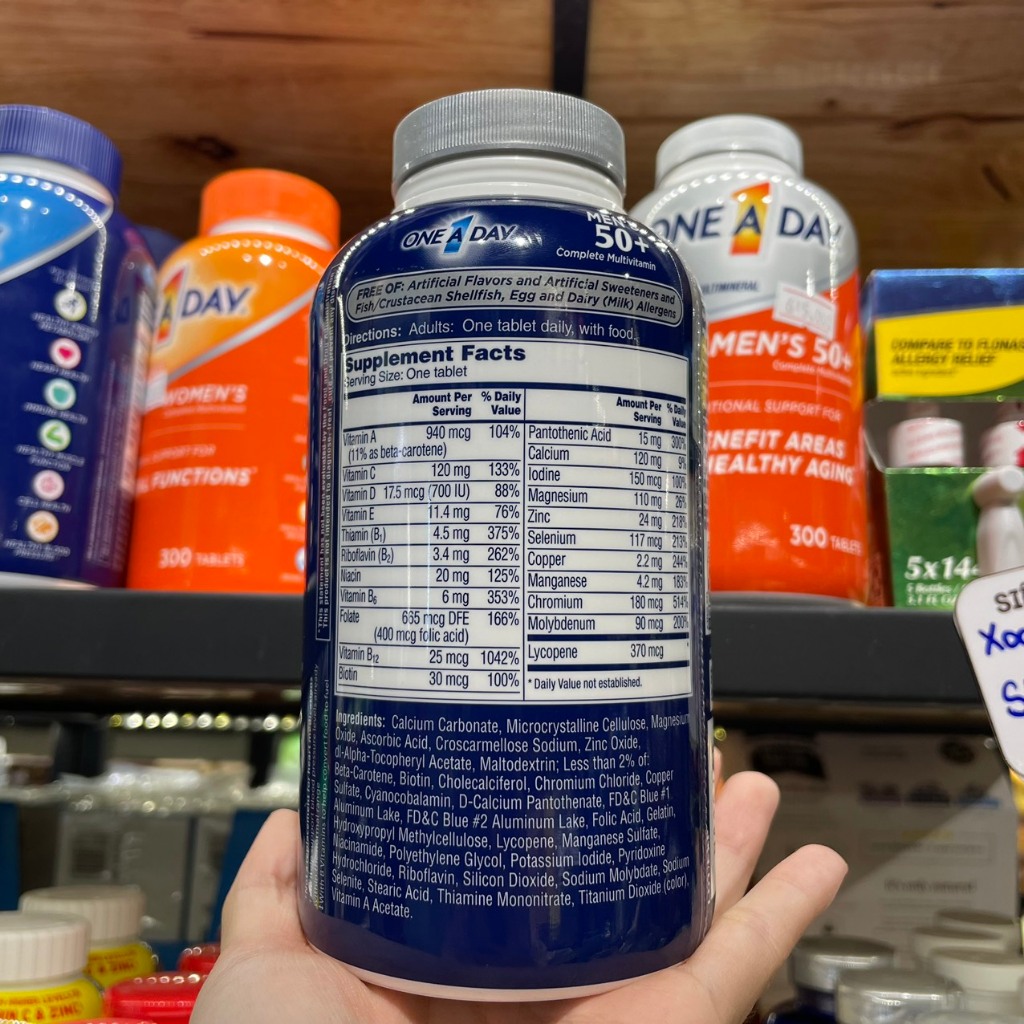 ONE A DAY
MEN'S
50+
Complete Multivitamin
FREE OF: Artificial Flavors and Artificial Sweeteners and
Fish/Crustacean Shellfish, Egg and Dairy (Milk) Allergens
Directions: Adults: One tablet daily, with food.
Supplement Facts
Serving Size: One tablet
Amount Per Serving % Daily Value
Vitamin A 940 mcg 104%
(11% as beta-carotene)
Vitamin C 120 mg 133%
Vitamin D 17.5 mcg (700 IU) 88%
Vitamin E 11.4 mg 76%
Thiamin (B1) 4.5 mg 375%
Riboflavin (B2) 3.4 mg 262%
Niacin 20 mg 125%
Vitamin B6 6 mg 353%
Folate 665 mcg DFE 166%
(400 mcg folic acid)
Vitamin B12 25 mcg 1042%
Biotin 30 mcg 100%
Amount Per Serving % Daily Value
Pantothenic Acid 15 mg 300%
Calcium 120 mg 9%
Iodine 150 mcg 100%
Magnesium 110 mg 26%
Zinc 24 mg 218%
Selenium 117 mcg 213%
Copper 2.2 mg 244%
Manganese 4.2 mg 183%
Chromium 180 mcg 514%
Molybdenum 90 mcg 200%
Lycopene 370 mcg *
* Daily Value not established.
Ingredients: Calcium Carbonate, Microcrystalline Cellulose, Magnesium
Oxide, Ascorbic Acid, Croscarmellose Sodium, Zinc Oxide,
dl-Alpha-Tocopheryl Acetate, Maltodextrin; Less than 2% of:
Beta-Carotene, Biotin, Cholecalciferol, Chromium Chloride, Copper
Sulfate, Cyanocobalamin, D-Calcium Pantothenate, FD&C Blue #1
Aluminum Lake, FD&C Blue #2 Aluminum Lake, Folic Acid, Gelatin,
Hydroxypropyl Methylcellulose, Lycopene, Manganese Sulfate,
Niacinamide, Polyethylene Glycol, Potassium Iodide, Pyridoxine
Hydrochloride, Riboflavin, Silicon Dioxide, Sodium Molybdate, Sodium
Selenite, Stearic Acid, Thiamine Mononitrate, Titanium Dioxide (color),
Vitamin A Acetate.
A DAY
WOMEN'S
FUNCTIONS
300 TABLETS
ONE A DAY
MEN'S 50+
SUPPORT FOR
AREAS
300 TABLETS
COMPARE TO
ALLERGY RELIEF
5x14